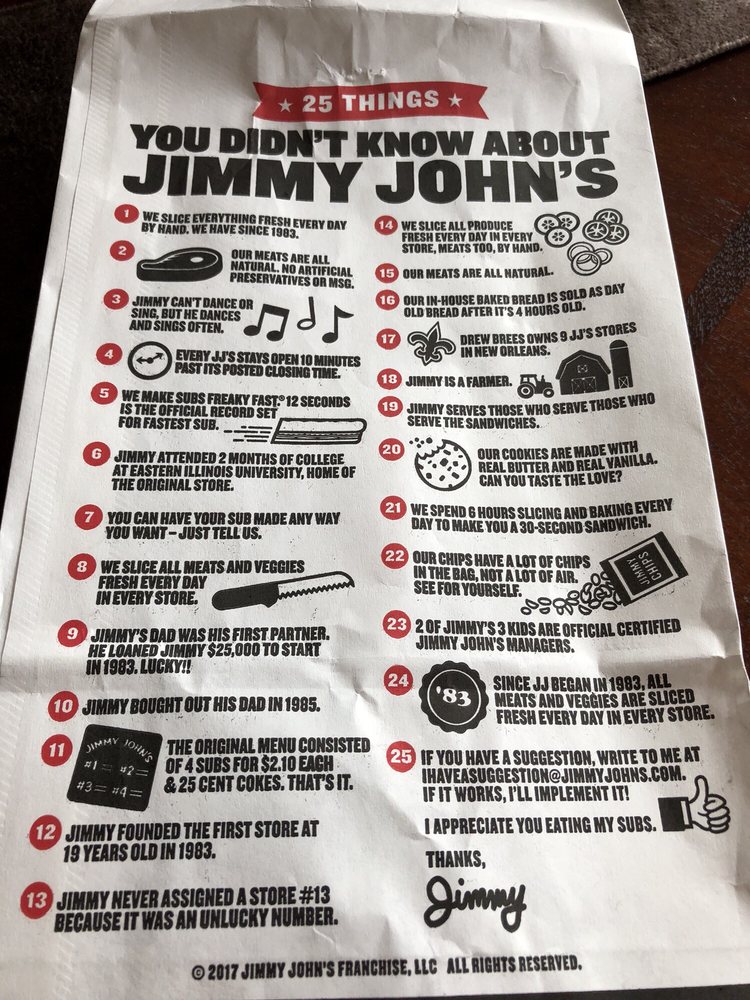 ★ 25 THINGS ★
YOU DIDN'T KNOW ABOUT
JIMMY JOHN'S
1 WE SLICE EVERYTHING FRESH EVERY DAY
BY HAND. WE HAVE SINCE 1983.
2 OUR MEATS ARE ALL
NATURAL. NO ARTIFICIAL
PRESERVATIVES OR MSG.
3 JIMMY CAN'T DANCE OR
SING, BUT HE DANCES
AND SINGS OFTEN.
4 EVERY JJ'S STAYS OPEN 10 MINUTES
PAST ITS POSTED CLOSING TIME.
5 WE MAKE SUBS FREAKY FAST.® 12 SECONDS
IS THE OFFICIAL RECORD SET
FOR FASTEST SUB.
6 JIMMY ATTENDED 2 MONTHS OF COLLEGE
AT EASTERN ILLINOIS UNIVERSITY, HOME OF
THE ORIGINAL STORE.
7 YOU CAN HAVE YOUR SUB MADE ANY WAY
YOU WANT – JUST TELL US.
8 WE SLICE ALL MEATS AND VEGGIES
FRESH EVERY DAY
IN EVERY STORE.
9 JIMMY'S DAD WAS HIS FIRST PARTNER.
HE LOANED JIMMY $25,000 TO START
IN 1983. LUCKY!!
10 JIMMY BOUGHT OUT HIS DAD IN 1985.
11 JIMMY JOHN'S
#1 = #2 =
#3 = #4 =
THE ORIGINAL MENU CONSISTED
OF 4 SUBS FOR $2.10 EACH
& 25 CENT COKES. THAT'S IT.
12 JIMMY FOUNDED THE FIRST STORE AT
19 YEARS OLD IN 1983.
13 JIMMY NEVER ASSIGNED A STORE #13
BECAUSE IT WAS AN UNLUCKY NUMBER.
14 WE SLICE ALL PRODUCE
FRESH EVERY DAY IN EVERY
STORE, MEATS TOO, BY HAND.
15 OUR MEATS ARE ALL NATURAL.
16 OUR IN-HOUSE BAKED BREAD IS SOLD AS DAY
OLD BREAD AFTER IT'S 4 HOURS OLD.
17 DREW BREES OWNS 9 JJ'S STORES
IN NEW ORLEANS.
18 JIMMY IS A FARMER.
19 JIMMY SERVES THOSE WHO SERVE THOSE WHO
SERVE THE SANDWICHES.
20 OUR COOKIES ARE MADE WITH
REAL BUTTER AND REAL VANILLA.
CAN YOU TASTE THE LOVE?
21 WE SPEND 6 HOURS SLICING AND BAKING EVERY
DAY TO MAKE YOU A 30-SECOND SANDWICH.
22 OUR CHIPS HAVE A LOT OF CHIPS
IN THE BAG, NOT A LOT OF AIR.
SEE FOR YOURSELF.
JIMMY
CHIPS
23 2 OF JIMMY'S 3 KIDS ARE OFFICIAL CERTIFIED
JIMMY JOHN'S MANAGERS.
24 '83
SINCE JJ BEGAN IN 1983, ALL
MEATS AND VEGGIES ARE SLICED
FRESH EVERY DAY IN EVERY STORE.
25 IF YOU HAVE A SUGGESTION, WRITE TO ME AT
IHAVEASUGGESTION@JIMMYJOHNS.COM.
IF IT WORKS, I'LL IMPLEMENT IT!
I APPRECIATE YOU EATING MY SUBS.
THANKS,
Jimmy
© 2017 JIMMY JOHN'S FRANCHISE, LLC ALL RIGHTS RESERVED.